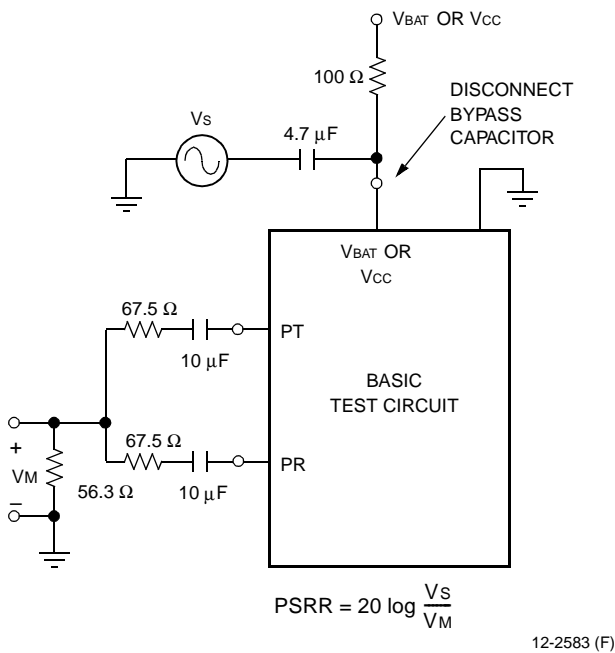 VBAT OR VCC
100 Ω
DISCONNECT
BYPASS
CAPACITOR
VS
4.7 µF
VBAT OR
VCC
67.5 Ω
PT
10 µF
BASIC
TEST CIRCUIT
67.5 Ω
PR
10 µF
+
VM
–
56.3 Ω
PSRR = 20 log VS
VM
12-2583 (F)